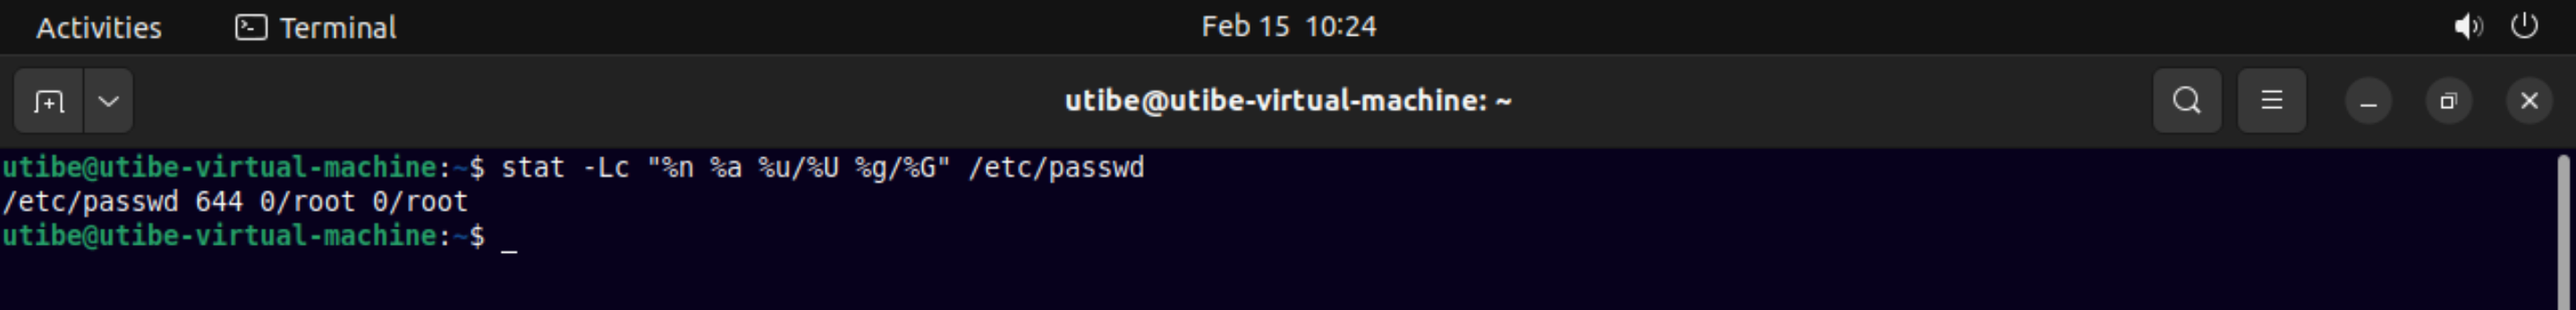 Activities Terminal Feb 15 10:24
utibe@utibe-virtual-machine: ~
utibe@utibe-virtual-machine:~$ stat -Lc "%n %a %u/%U %g/%G" /etc/passwd
/etc/passwd 644 0/root 0/root
utibe@utibe-virtual-machine:~$ _